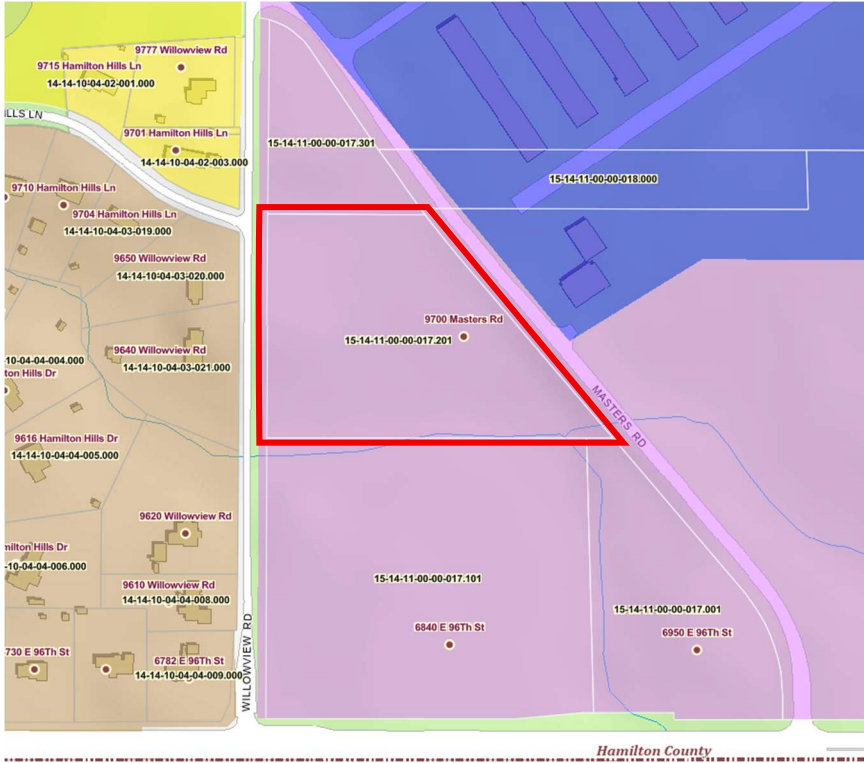 9777 Willowview Rd
9715 Hamilton Hills Ln
14-14-10-04-02-001.000
ILLS LN
9701 Hamilton Hills Ln
14-14-10-04-02-003.000
15-14-11-00-00-017.301
15-14-11-00-00-018.000
9710 Hamilton Hills Ln
9704 Hamilton Hills Ln
14-14-10-04-03-019.000
9650 Willowview Rd
14-14-10-04-03-020.000
9700 Masters Rd
15-14-11-00-00-017.201
9640 Willowview Rd
14-14-10-04-03-021.000
-10-04-04-004.000
ton Hills Dr
MASTERS RD
9616 Hamilton Hills Dr
14-14-10-04-04-005.000
9620 Willowview Rd
milton Hills Dr
-10-04-04-006.000
9610 Willowview Rd
14-14-10-04-04-008.000
15-14-11-00-00-017.101
15-14-11-00-00-017.001
6840 E 96Th St
6950 E 96Th St
WILLOWVIEW RD
730 E 96Th St
6782 E 96Th St
14-14-10-04-04-009.000
Hamilton County